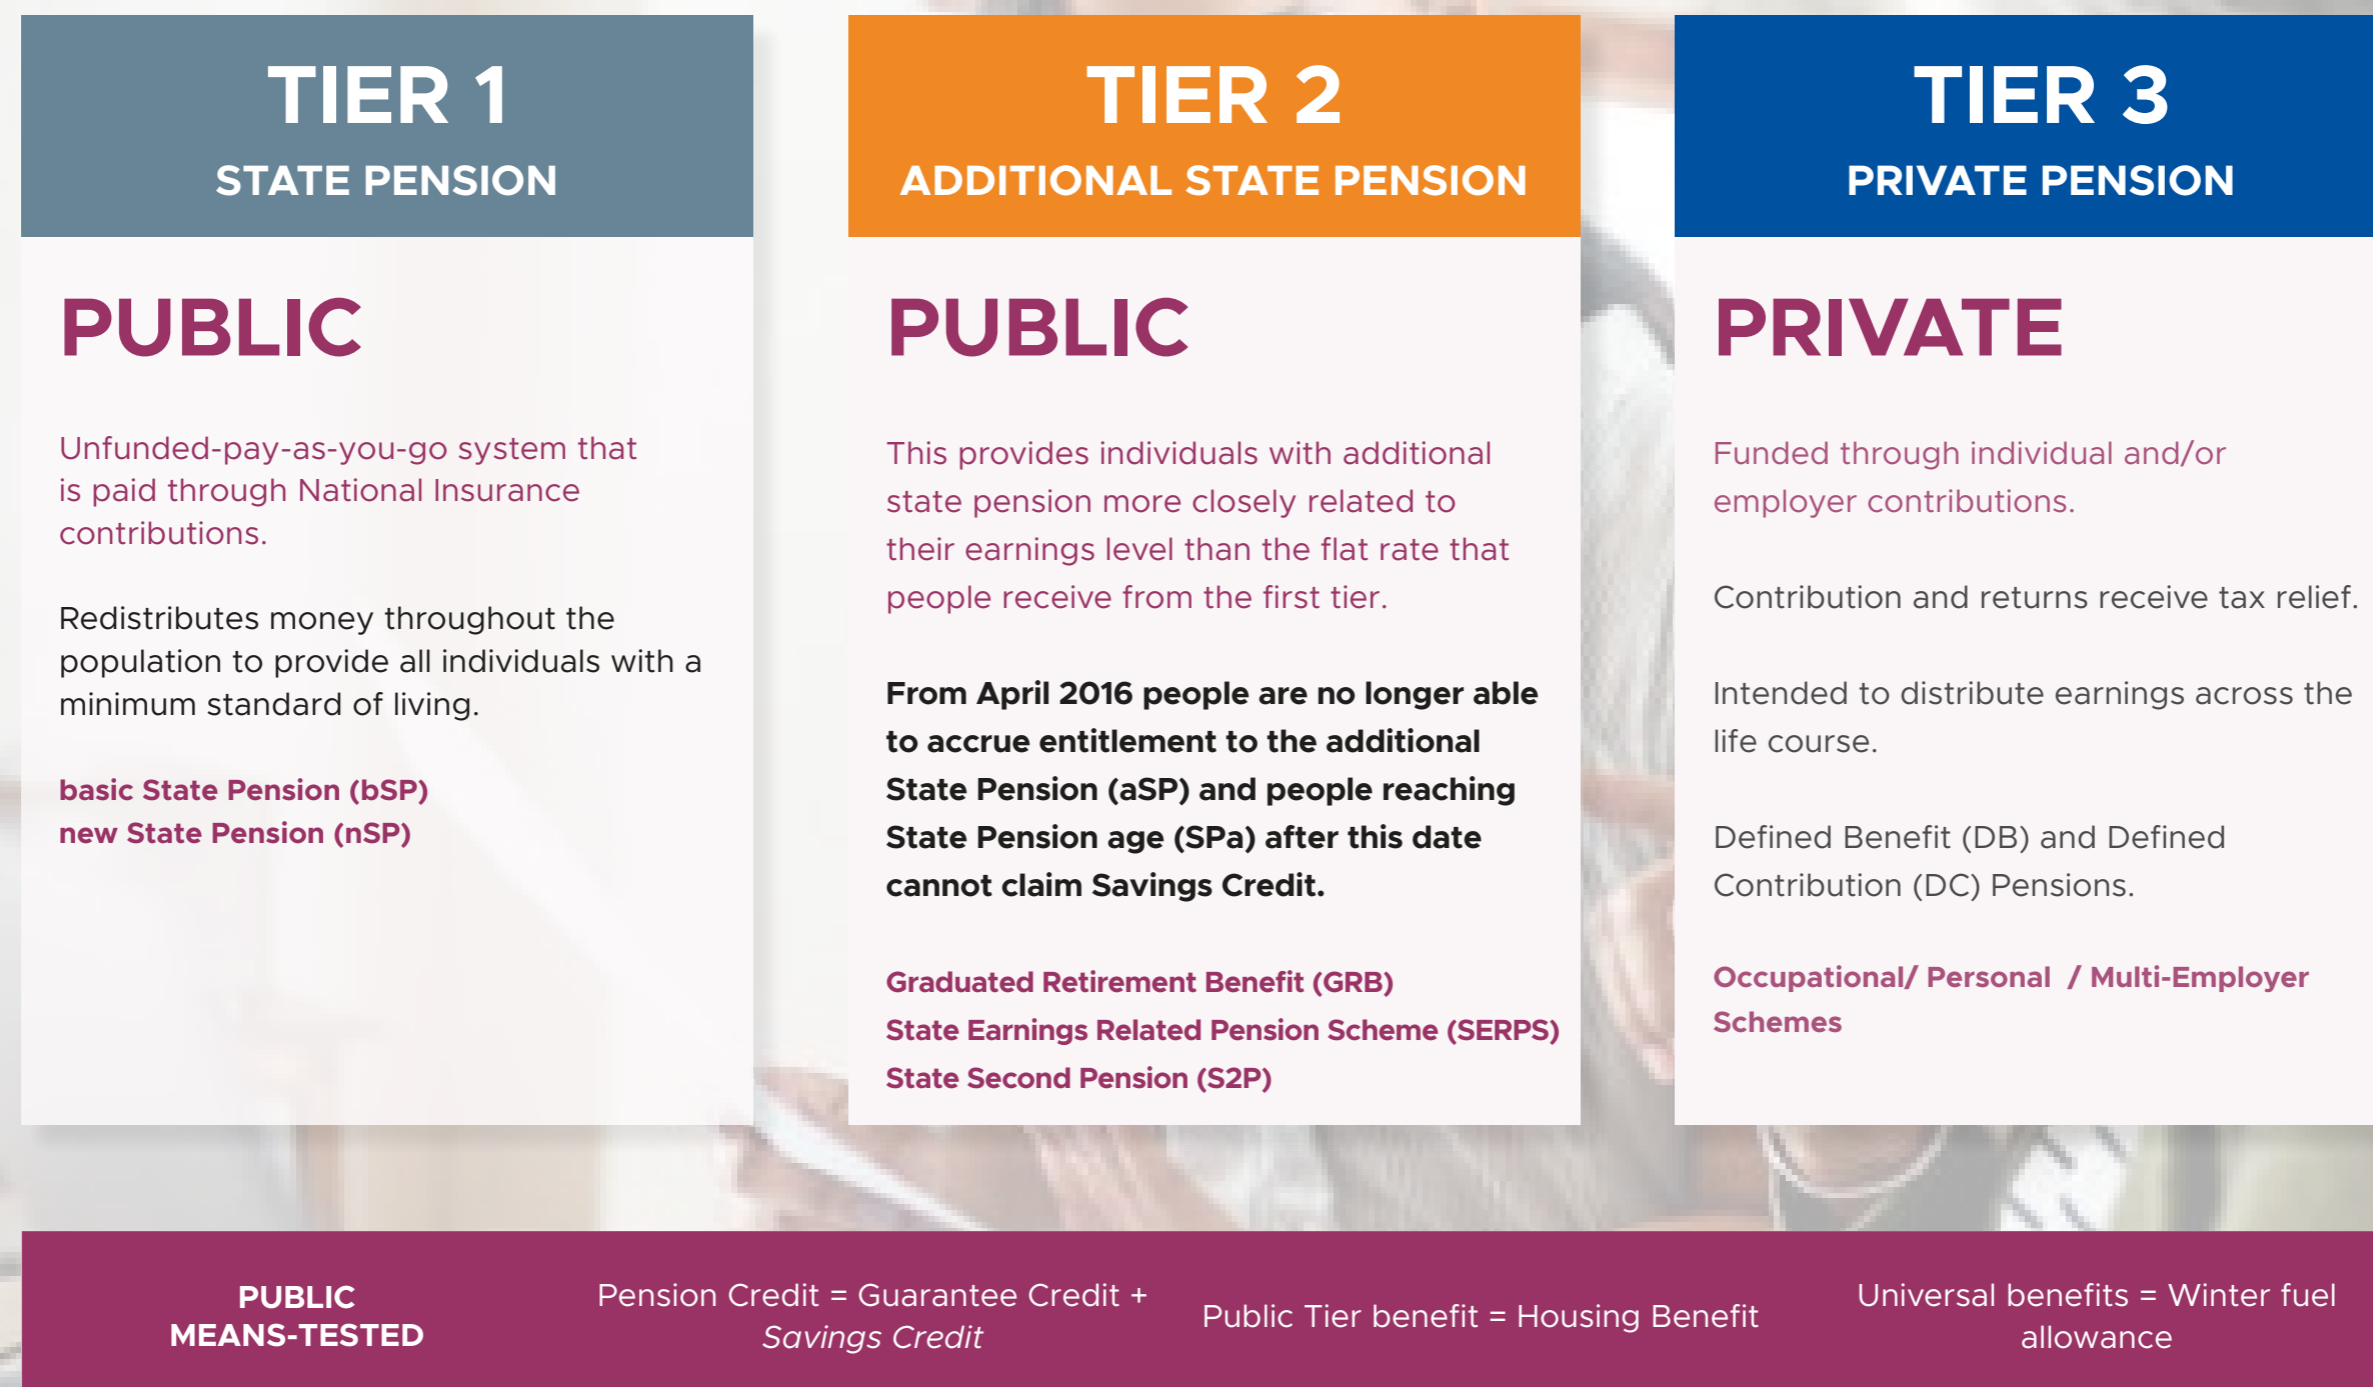 TIER 1
STATE PENSION
PUBLIC
Unfunded-pay-as-you-go system that
is paid through National Insurance
contributions.
Redistributes money throughout the
population to provide all individuals with a
minimum standard of living.
basic State Pension (bSP)
new State Pension (nSP)
TIER 2
ADDITIONAL STATE PENSION
PUBLIC
This provides individuals with additional
state pension more closely related to
their earnings level than the flat rate that
people receive from the first tier.
From April 2016 people are no longer able
to accrue entitlement to the additional
State Pension (aSP) and people reaching
State Pension age (SPa) after this date
cannot claim Savings Credit.
Graduated Retirement Benefit (GRB)
State Earnings Related Pension Scheme (SERPS)
State Second Pension (S2P)
TIER 3
PRIVATE PENSION
PRIVATE
Funded through individual and/or
employer contributions.
Contribution and returns receive tax relief.
Intended to distribute earnings across the
life course.
Defined Benefit (DB) and Defined
Contribution (DC) Pensions.
Occupational/ Personal / Multi-Employer
Schemes
PUBLIC
MEANS-TESTED
Pension Credit = Guarantee Credit +
Savings Credit
Public Tier benefit = Housing Benefit
Universal benefits = Winter fuel
allowance